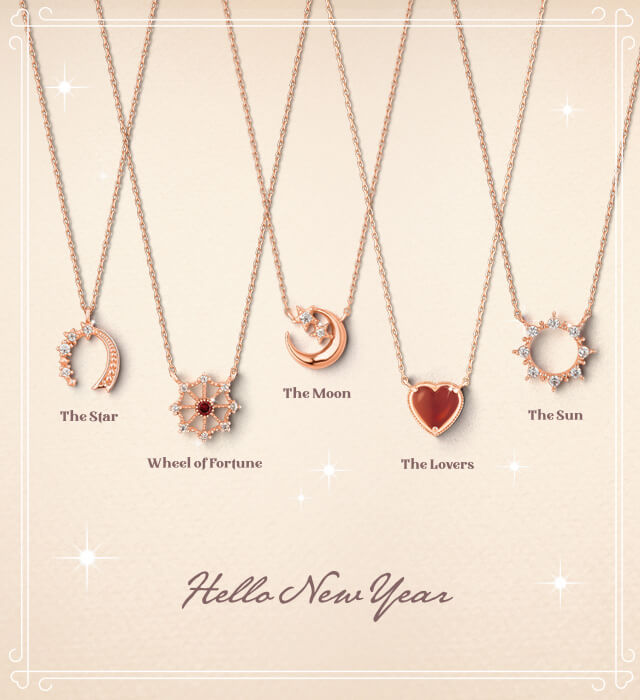 The Moon
The Star
The Sun
Wheel of Fortune
The Lovers
Hello New Year